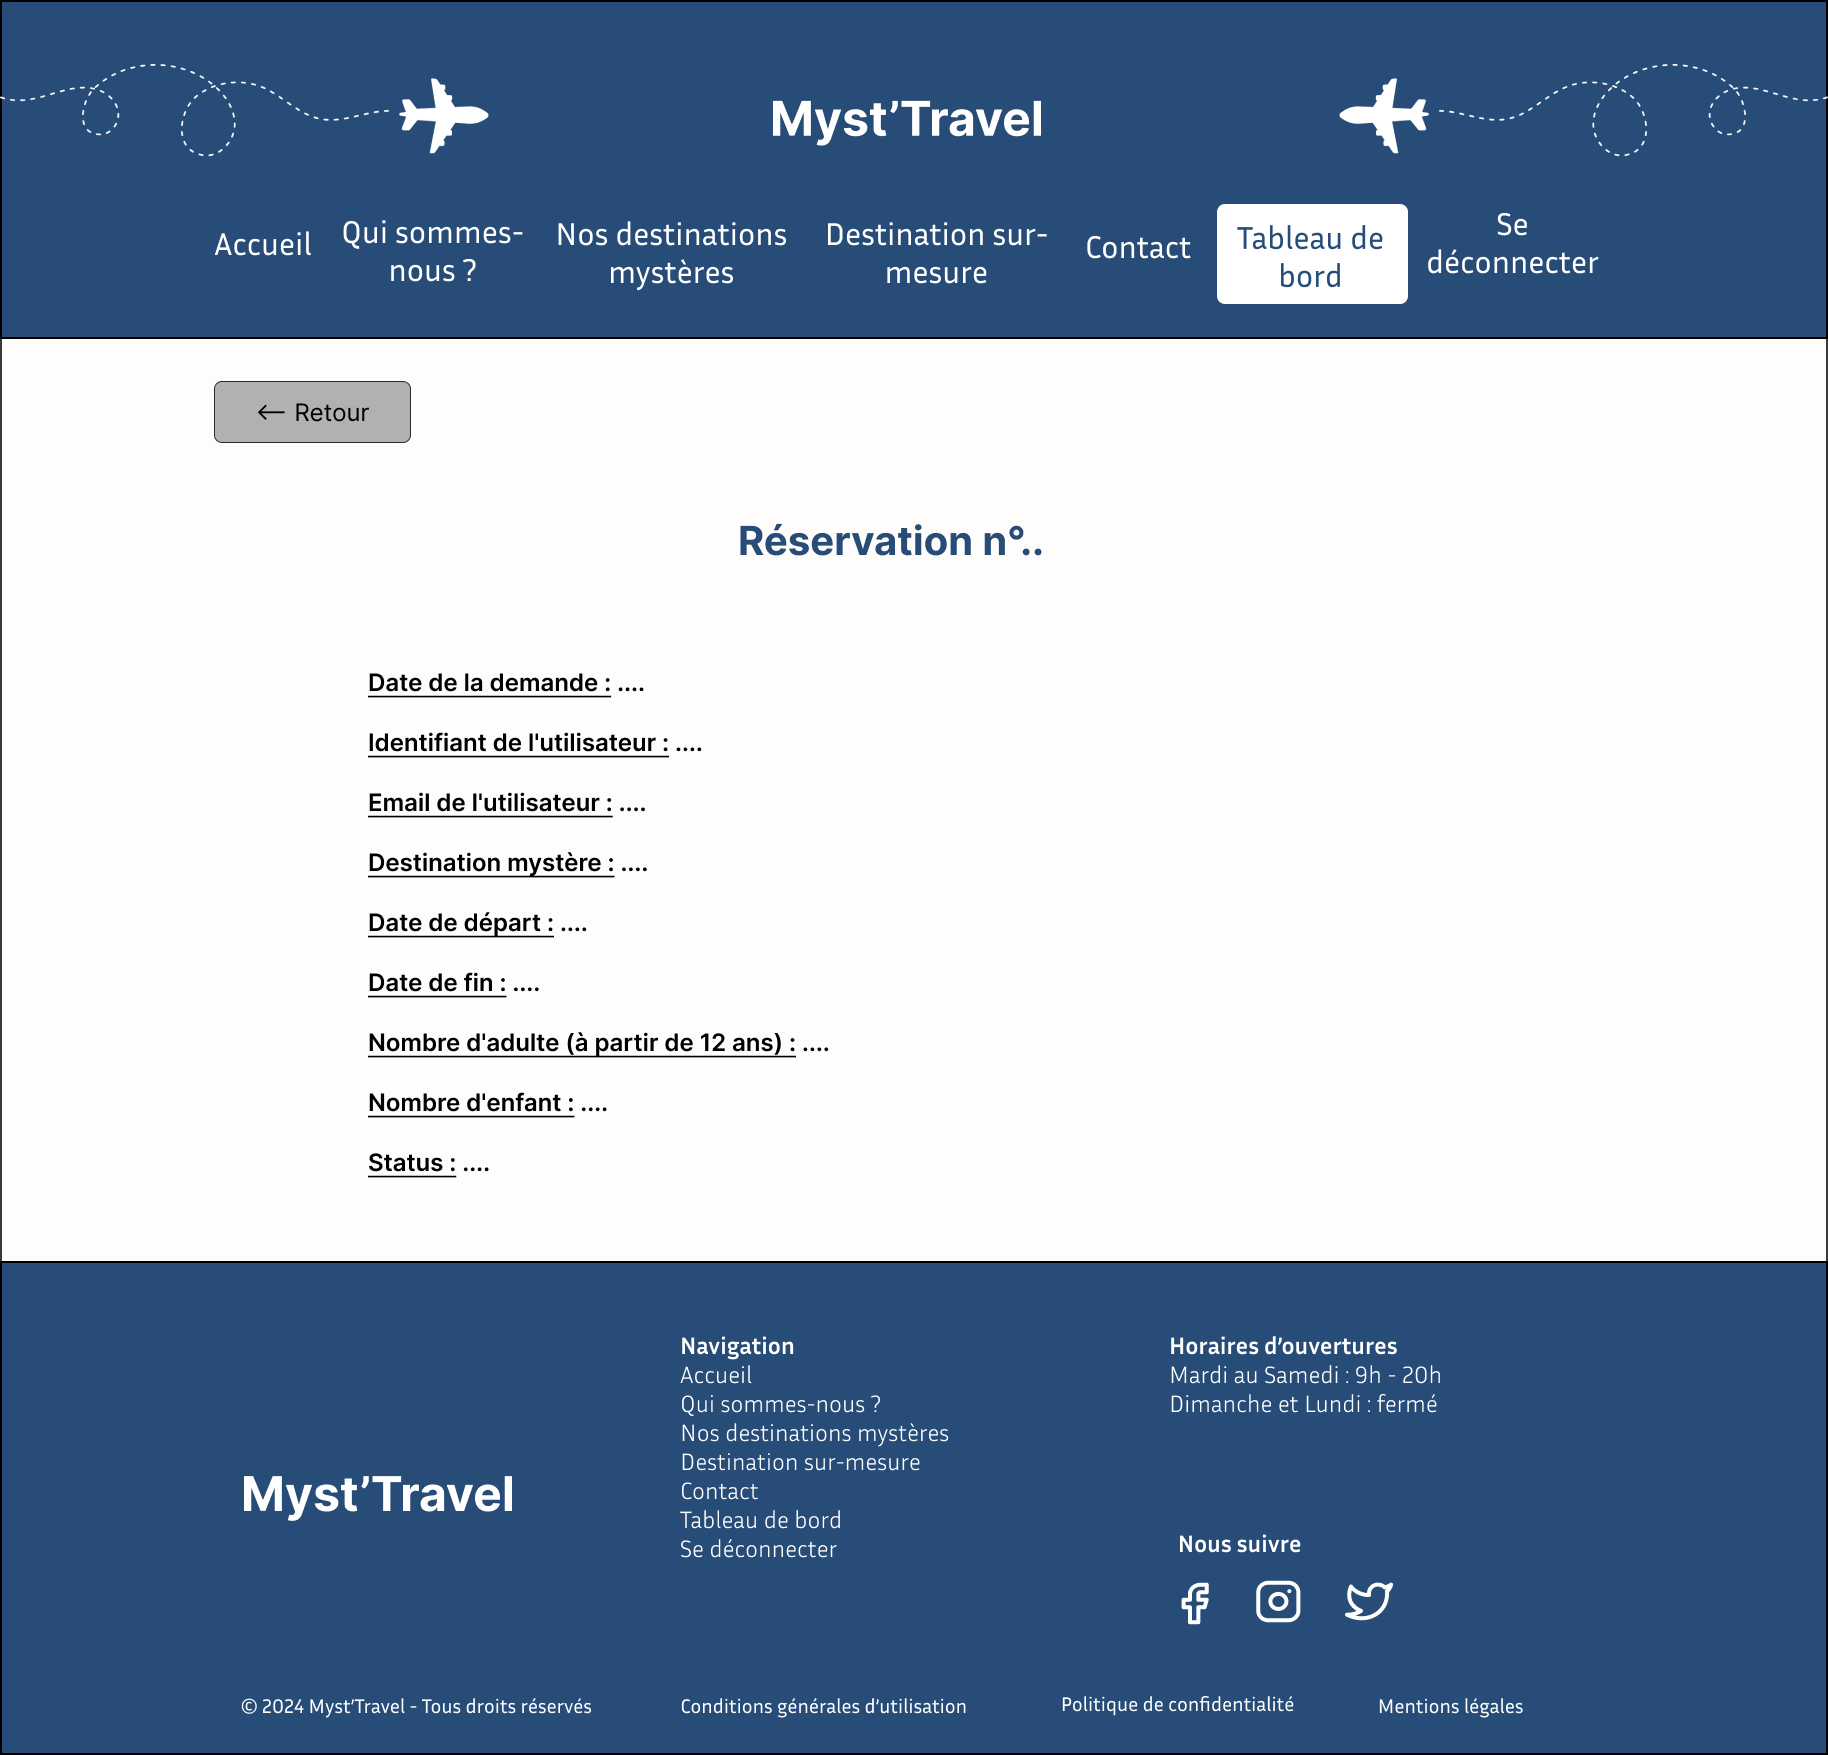 Myst’Travel
Accueil
Qui sommes-
nous ?
Nos destinations
mystères
Destination sur-
mesure
Contact
Tableau de
bord
Se
déconnecter
Retour
Réservation n°..
Date de la demande : ....
Identifiant de l'utilisateur : ....
Email de l'utilisateur : ....
Destination mystère : ....
Date de départ : ....
Date de fin : ....
Nombre d'adulte (à partir de 12 ans) : ....
Nombre d'enfant : ....
Status : ....
Myst’Travel
Navigation
Accueil
Qui sommes-nous ?
Nos destinations mystères
Destination sur-mesure
Contact
Tableau de bord
Se déconnecter
Horaires d’ouvertures
Mardi au Samedi : 9h - 20h
Dimanche et Lundi : fermé
Nous suivre
© 2024 Myst’Travel - Tous droits réservés
Conditions générales d’utilisation
Politique de confidentialité
Mentions légales